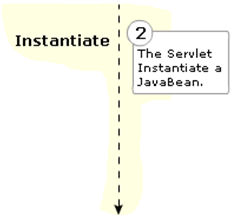 Instantiate
2
The Servlet
Instantiate a
JavaBean.